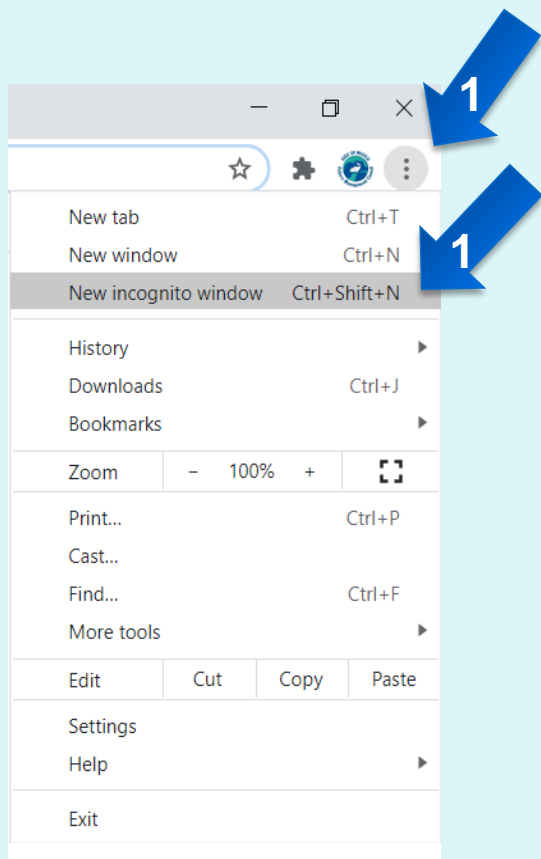 1
New tab Ctrl+T
New window Ctrl+N
1
New incognito window Ctrl+Shift+N
History
Downloads Ctrl+J
Bookmarks
Zoom − 100% +
Print... Ctrl+P
Cast...
Find... Ctrl+F
More tools
Edit Cut Copy Paste
Settings
Help
Exit